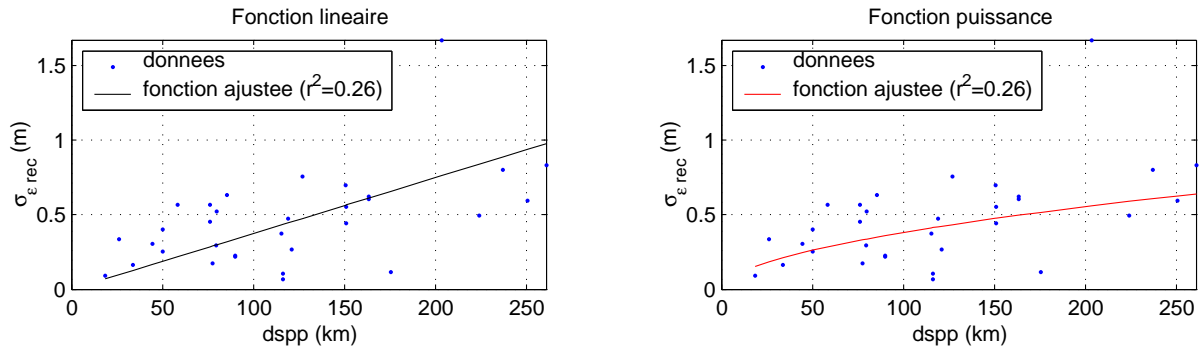 Fonction lineaire
1.5
1
0.5
0
σε rec (m)
donnees
fonction ajustee (r²=0.26)
0 50 100 150 200 250
dspp (km)
Fonction puissance
1.5
1
0.5
0
σε rec (m)
donnees
fonction ajustee (r²=0.26)
0 50 100 150 200 250
dspp (km)